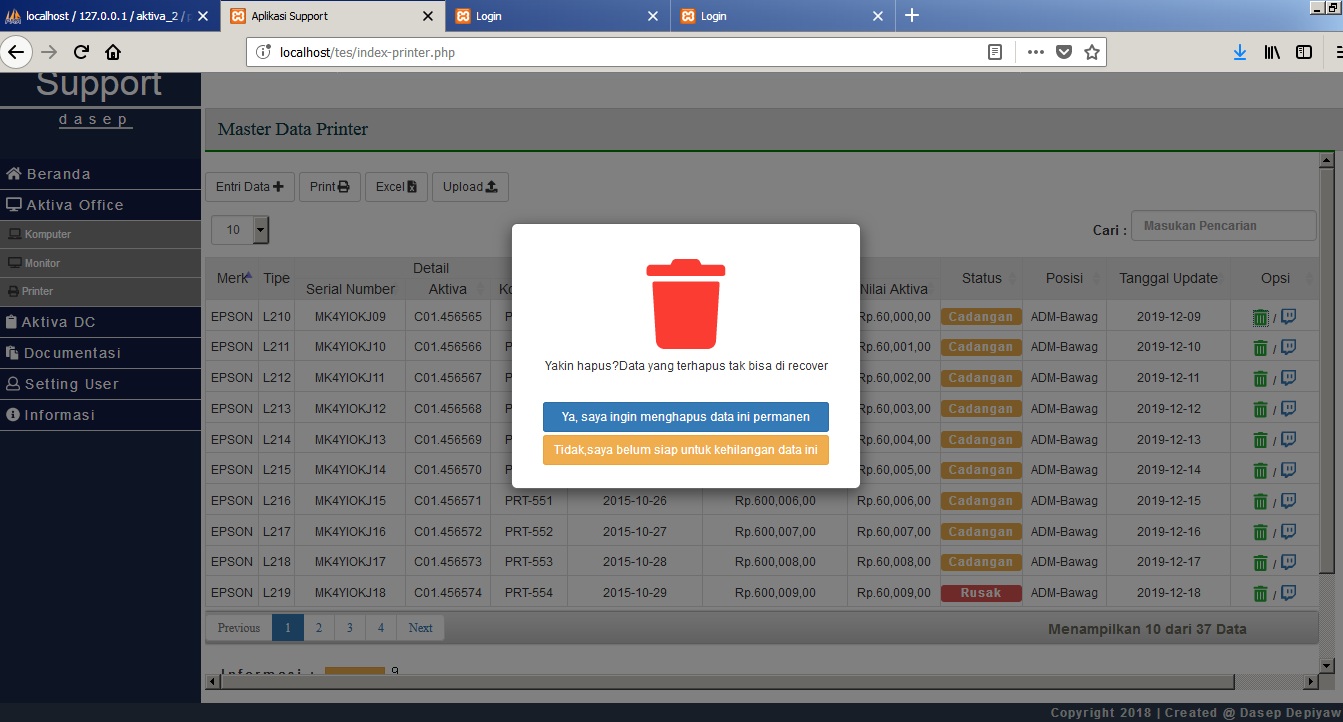 localhost / 127.0.0.1 / aktiva_2 /
Aplikasi Support
Login
Login
localhost/tes/index-printer.php
Support
dasep
Beranda
Aktiva Office
Komputer
Monitor
Printer
Aktiva DC
Documentasi
Setting User
Informasi
Master Data Printer
Entri Data
Print
Excel
Upload
10
Cari :
Masukan Pencarian
Merk Tipe Detail Nilai Aktiva Status Posisi Tanggal Update Opsi
Serial Number Aktiva
EPSON L210 MK4YIOKJ09 C01.456565 Rp.60,000,00 Cadangan ADM-Bawag 2019-12-09 /
EPSON L211 MK4YIOKJ10 C01.456566 Rp.60,001,00 Cadangan ADM-Bawag 2019-12-10 /
EPSON L212 MK4YIOKJ11 C01.456567 Rp.60,002,00 Cadangan ADM-Bawag 2019-12-11 /
EPSON L213 MK4YIOKJ12 C01.456568 Rp.60,003,00 Cadangan ADM-Bawag 2019-12-12 /
EPSON L214 MK4YIOKJ13 C01.456569 Rp.60,004,00 Cadangan ADM-Bawag 2019-12-13 /
EPSON L215 MK4YIOKJ14 C01.456570 Rp.60,005,00 Cadangan ADM-Bawag 2019-12-14 /
EPSON L216 MK4YIOKJ15 C01.456571 PRT-551 2015-10-26 Rp.600,006,00 Rp.60,006,00 Cadangan ADM-Bawag 2019-12-15 /
EPSON L217 MK4YIOKJ16 C01.456572 PRT-552 2015-10-27 Rp.600,007,00 Rp.60,007,00 Cadangan ADM-Bawag 2019-12-16 /
EPSON L218 MK4YIOKJ17 C01.456573 PRT-553 2015-10-28 Rp.600,008,00 Rp.60,008,00 Cadangan ADM-Bawag 2019-12-17 /
EPSON L219 MK4YIOKJ18 C01.456574 PRT-554 2015-10-29 Rp.600,009,00 Rp.60,009,00 Rusak ADM-Bawag 2019-12-18 /
Yakin hapus?Data yang terhapus tak bisa di recover
Ya, saya ingin menghapus data ini permanen
Tidak,saya belum siap untuk kehilangan data ini
Previous 1 2 3 4 Next
Menampilkan 10 dari 37 Data
Informasi : 9
Copyright 2018 | Created @ Dasep Depiyaw